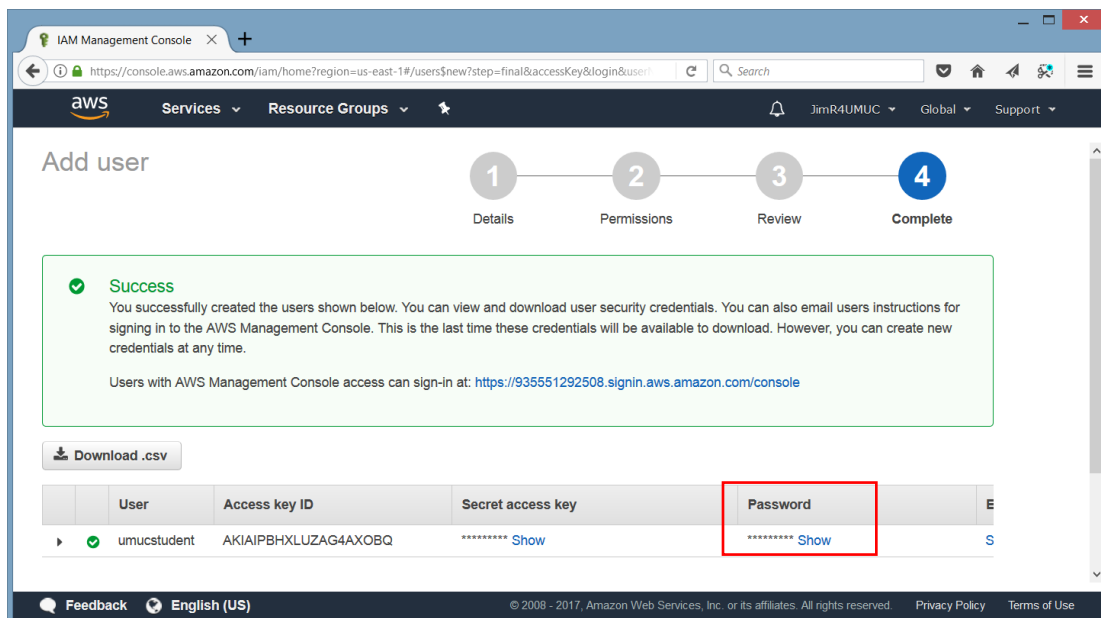 IAM Management Console
https://console.aws.amazon.com/iam/home?region=us-east-1#/users$new?step=final&accessKey&login&user
Search
aws Services Resource Groups JimR4UMUC Global Support
Add user
1 2 3 4
Details Permissions Review Complete
Success
You successfully created the users shown below. You can view and download user security credentials. You can also email users instructions for
signing in to the AWS Management Console. This is the last time these credentials will be available to download. However, you can create new
credentials at any time.
Users with AWS Management Console access can sign-in at: https://935551292508.signin.aws.amazon.com/console
Download .csv
User Access key ID Secret access key Password E
umucstudent AKIAIPBHXLUZAG4AXOBQ ********* Show ********* Show S
Feedback English (US) © 2008 - 2017, Amazon Web Services, Inc. or its affiliates. All rights reserved. Privacy Policy Terms of Use